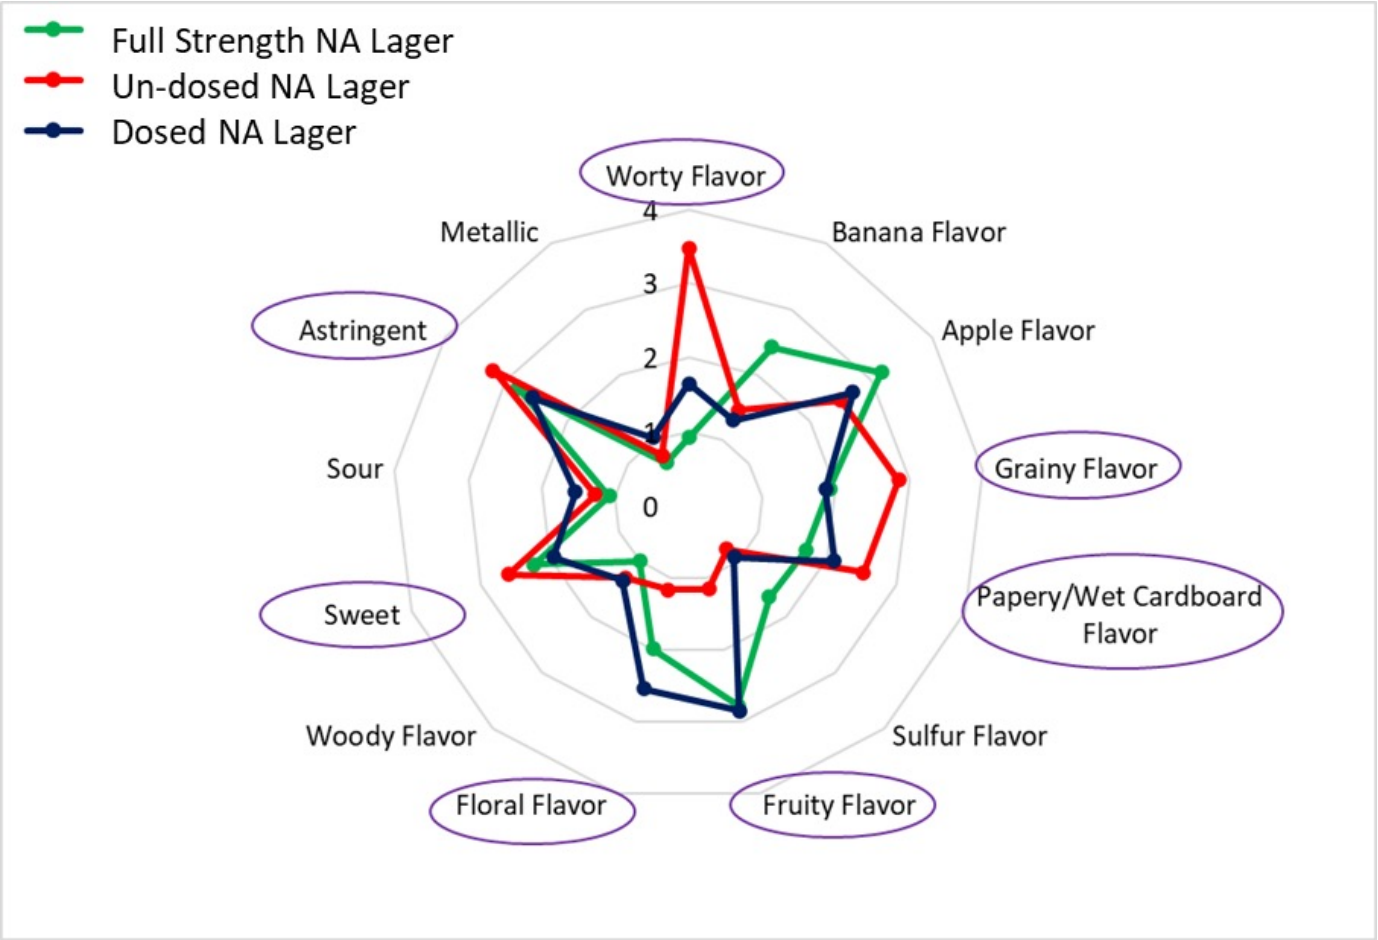 Full Strength NA Lager
Un-dosed NA Lager
Dosed NA Lager
Worty Flavor
4
Metallic
Banana Flavor
3
Astringent
Apple Flavor
2
1
Sour
Grainy Flavor
0
Papery/Wet Cardboard
Flavor
Sweet
Woody Flavor
Sulfur Flavor
Floral Flavor
Fruity Flavor